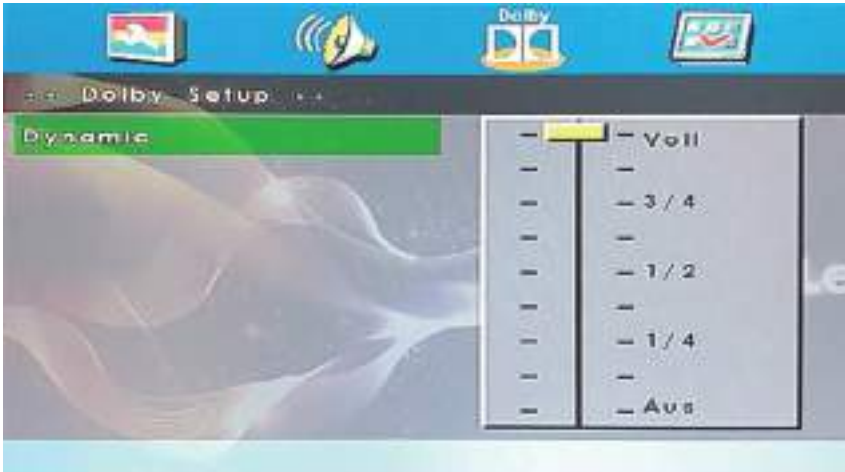 Dolby
-- Dolby Setup --
Dynamic
Voll
3/4
1/2
1/4
Aus